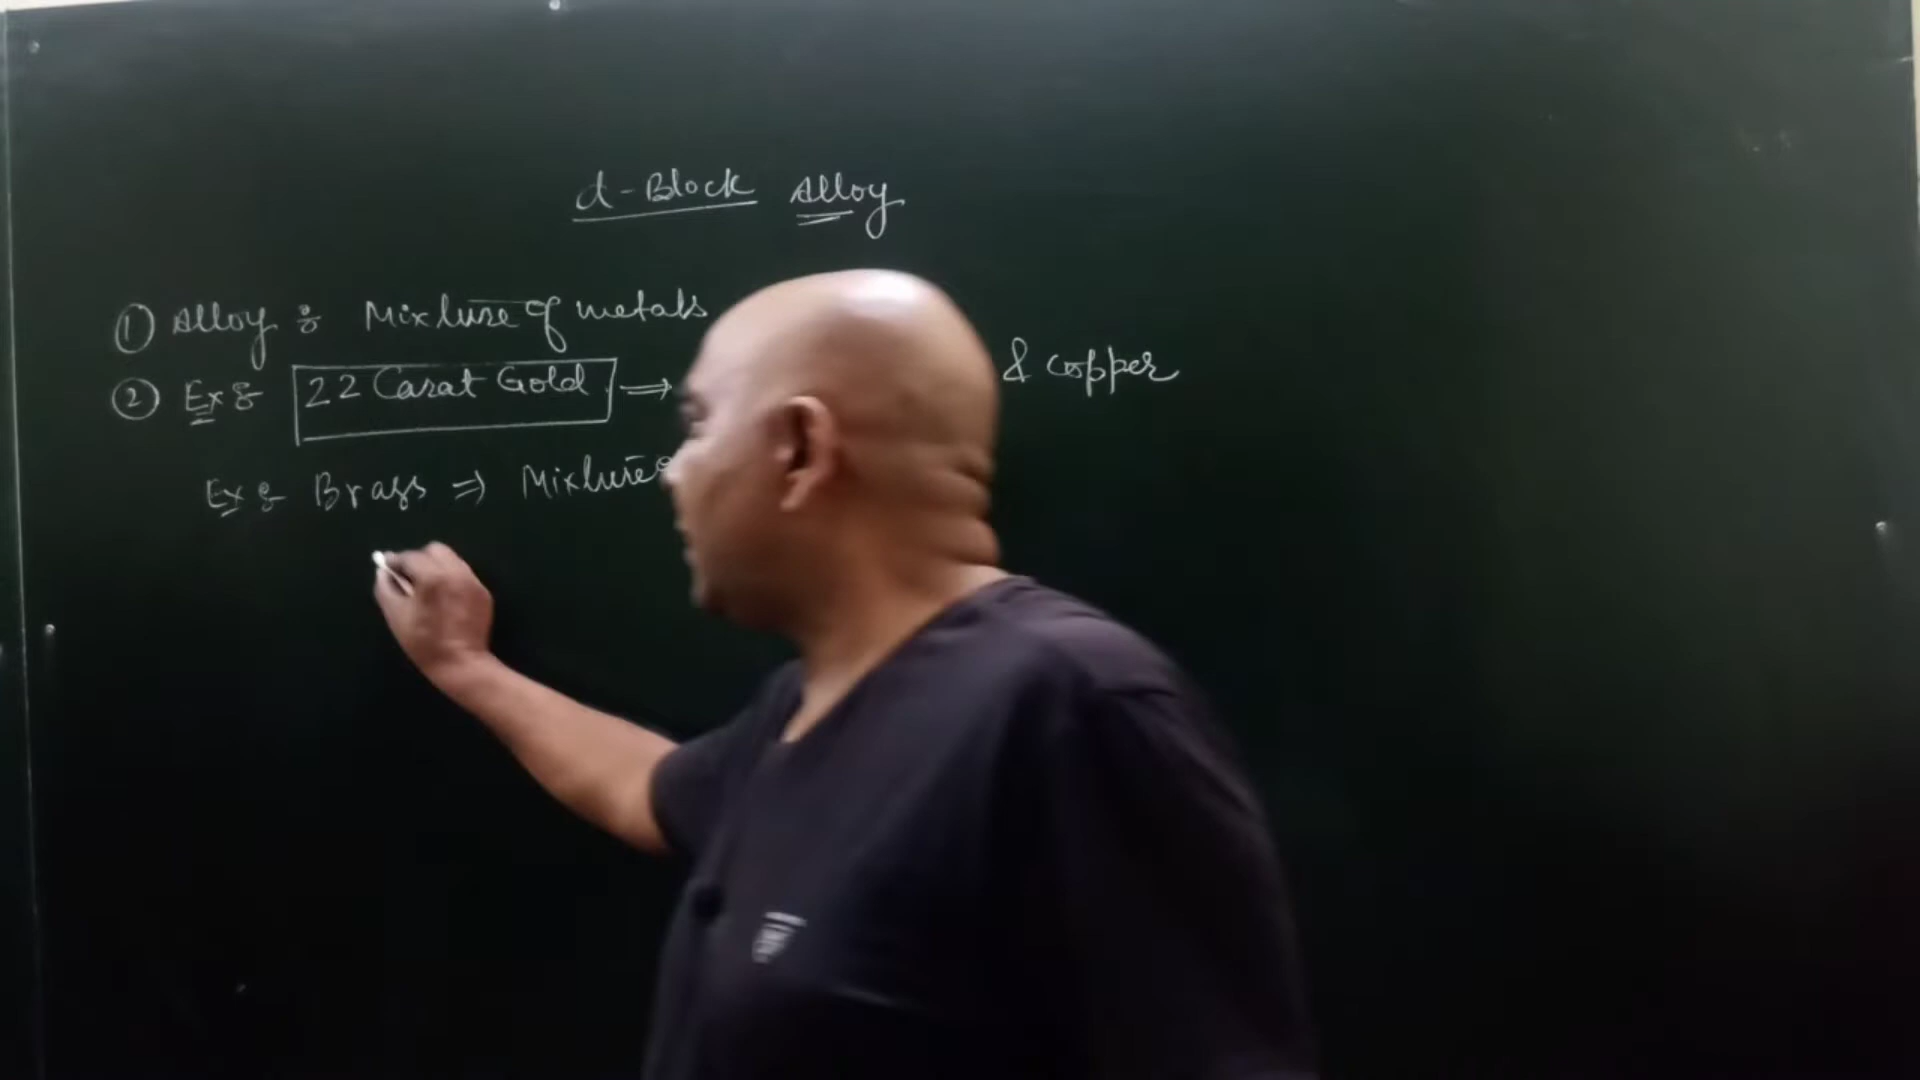 d-Block Alloy
① Alloy : Mixture of metals
② Ex : 22 Carat Gold → & copper
Ex : Brass ⇒ Mixture